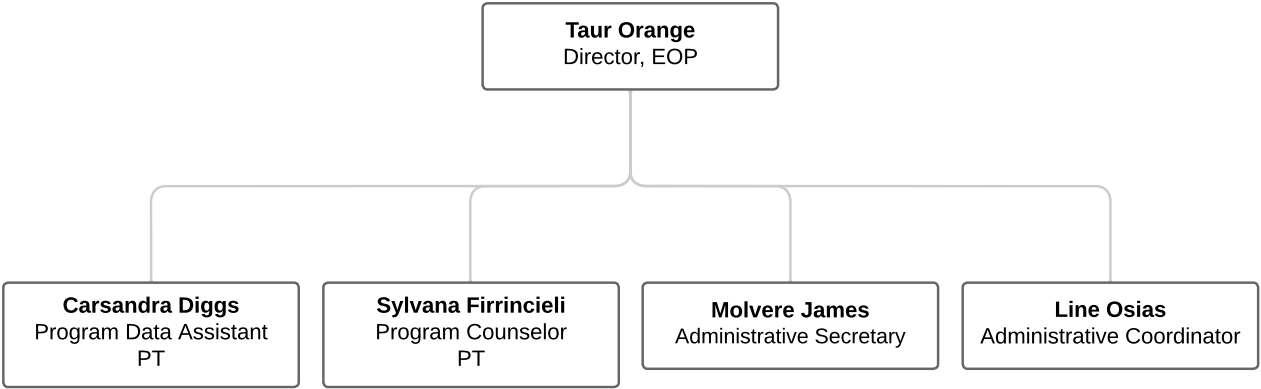 Taur Orange
Director, EOP
Carsandra Diggs
Program Data Assistant
PT
Sylvana Firrincieli
Program Counselor
PT
Molvere James
Administrative Secretary
Line Osias
Administrative Coordinator